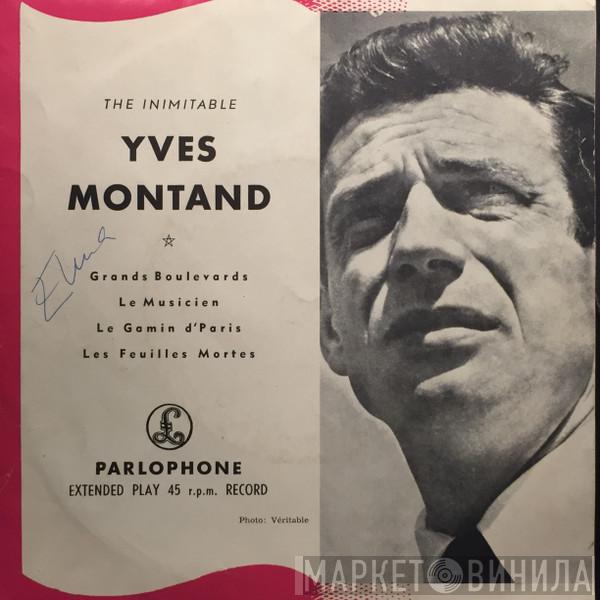 THE INIMITABLE
YVES
MONTAND
Grands Boulevards
Le Musicien
Le Gamin d'Paris
Les Feuilles Mortes
£
PARLOPHONE
EXTENDED PLAY 45 r.p.m. RECORD
Photo: Véritable
МАРКЕТ ВИНИЛА